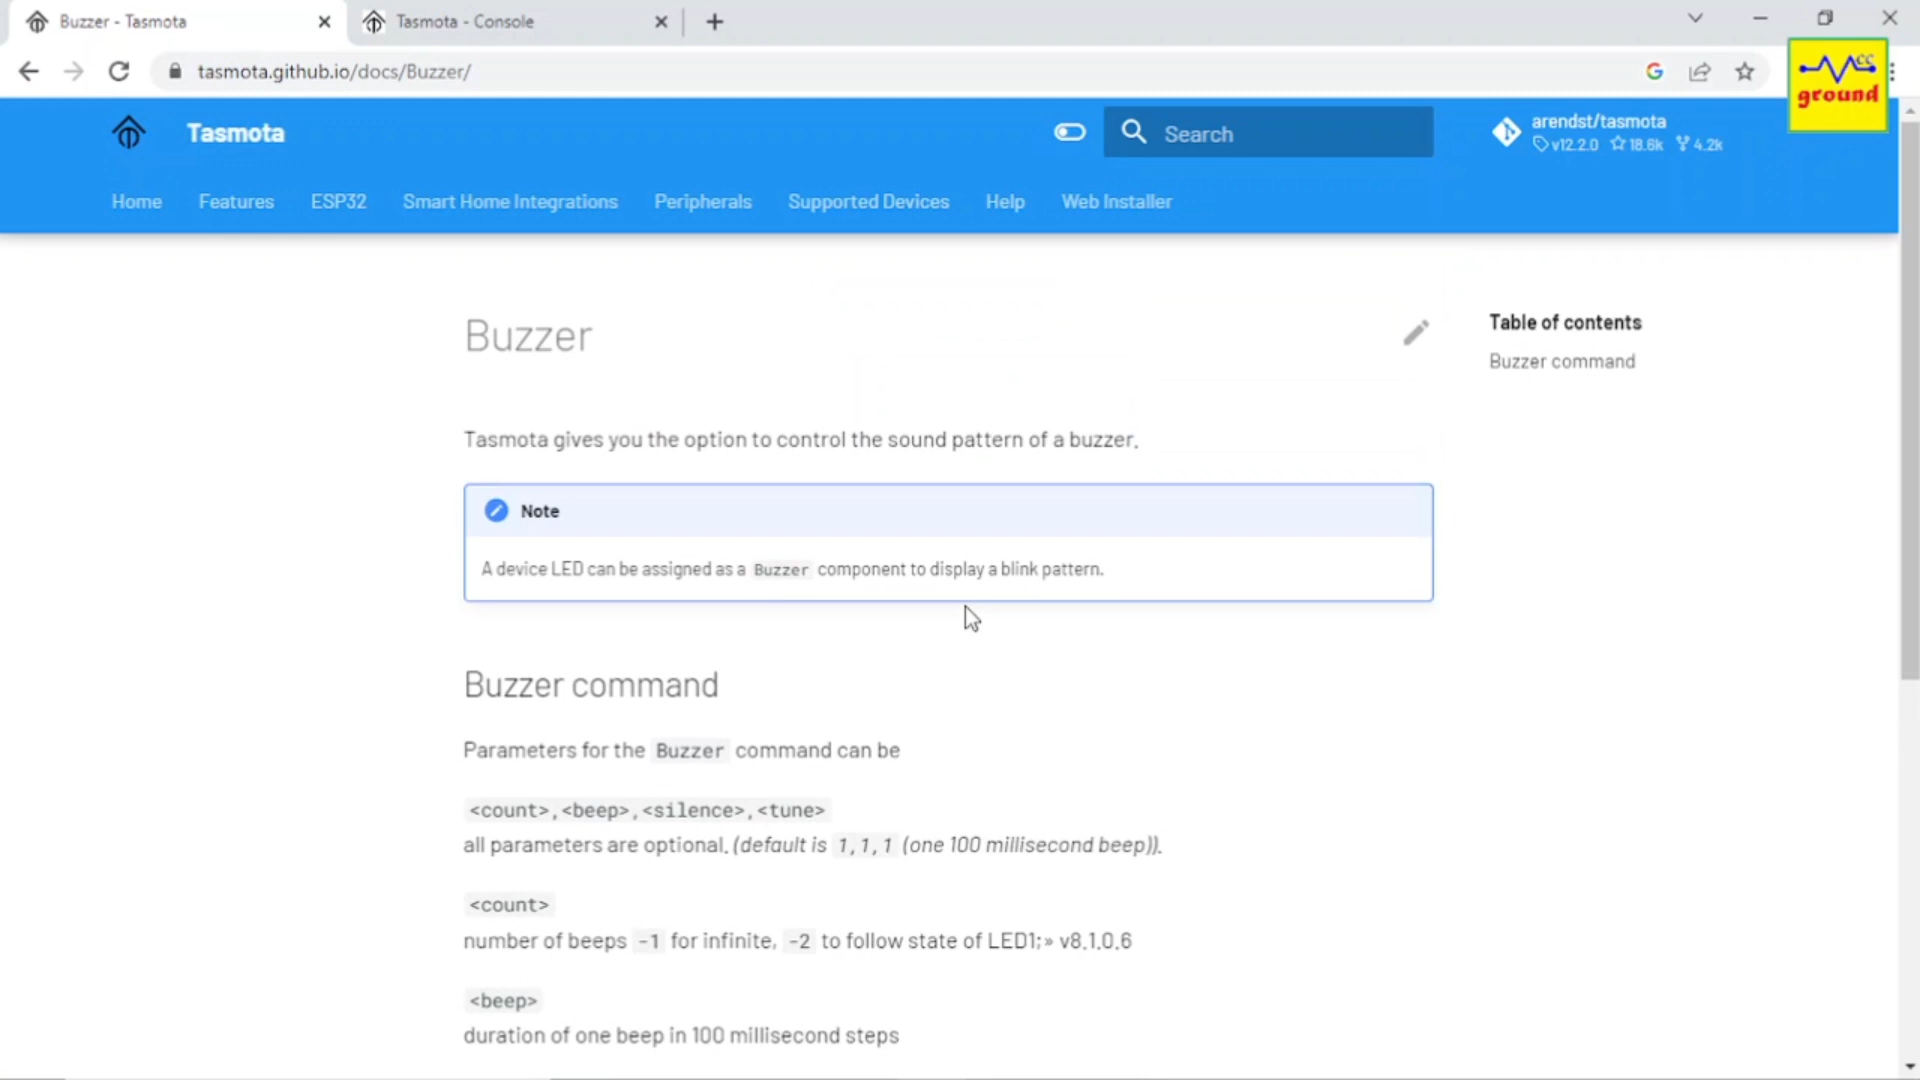 Buzzer - Tasmota
Tasmota - Console
tasmota.github.io/docs/Buzzer/
CC
ground
Tasmota
Search
arendst/tasmota
v12.2.0 18.6k 4.2k
Home Features ESP32 Smart Home Integrations Peripherals Supported Devices Help Web Installer
Buzzer
Table of contents
Buzzer command
Tasmota gives you the option to control the sound pattern of a buzzer.
Note
A device LED can be assigned as a Buzzer component to display a blink pattern.
Buzzer command
Parameters for the Buzzer command can be
<count>,<beep>,<silence>,<tune>
all parameters are optional. (default is 1,1,1 (one 100 millisecond beep)).
<count>
number of beeps -1 for infinite, -2 to follow state of LED1;» v8.1.0.6
<beep>
duration of one beep in 100 millisecond steps